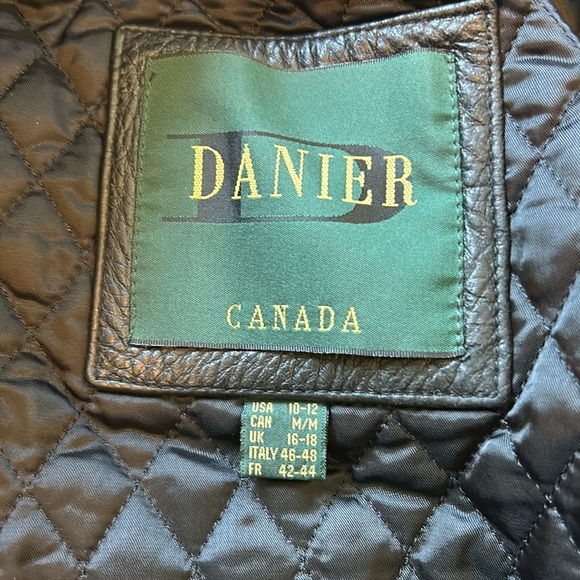 DANIER
CANADA
USA 10-12
CAN M/M
UK 16-18
ITALY 46-48
FR 42-44